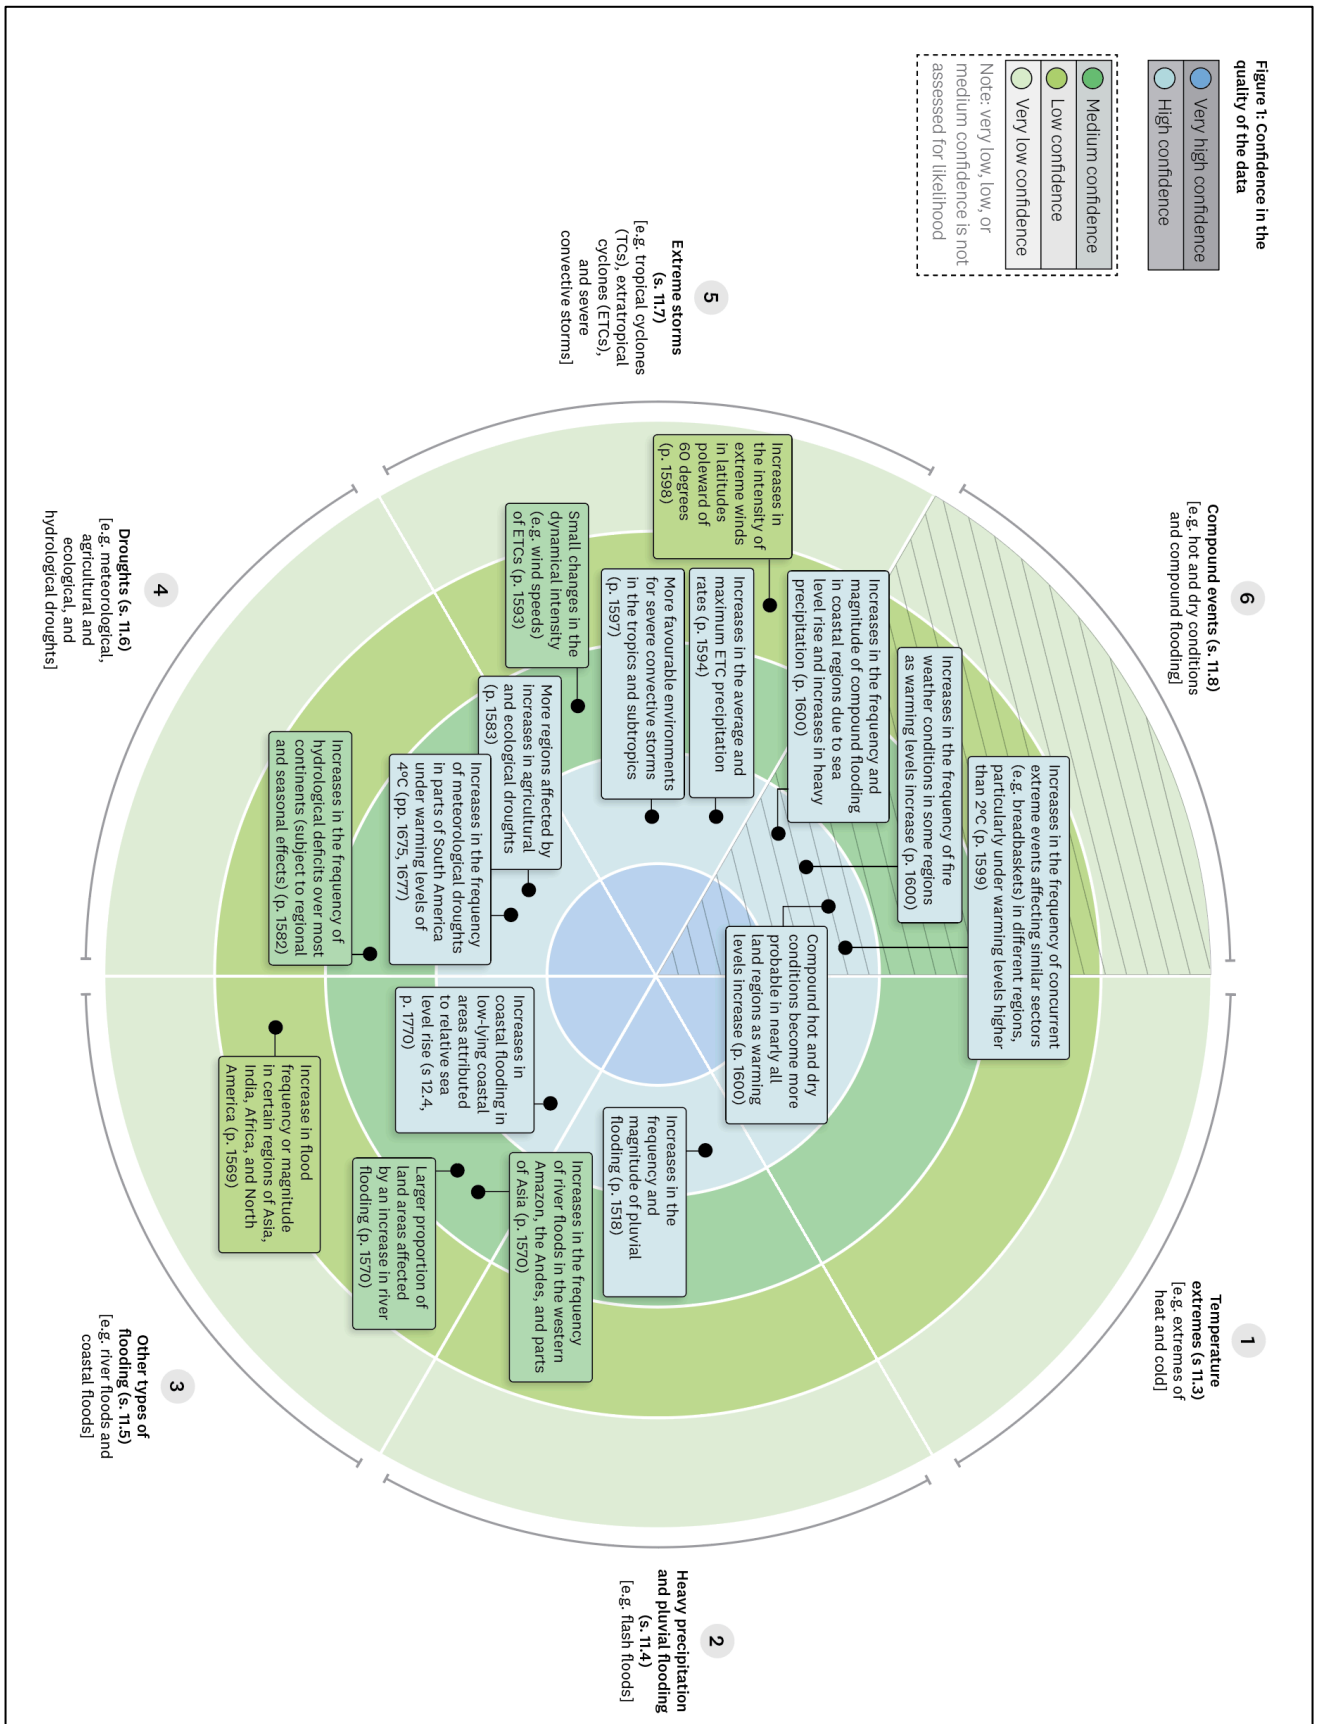 Figure 1: Confidence in the
quality of the data
Very high confidence
High confidence
Medium confidence
Low confidence
Very low confidence
Note: very low, low, or
medium confidence is not
assessed for likelihood
1
Temperature
extremes (s 11.3)
[e.g. extremes of
heat and cold]
2
Heavy precipitation
and pluvial flooding
(s. 11.4)
[e.g. flash floods]
Increases in the
frequency and
magnitude of pluvial
flooding (p. 1518)
3
Other types of
flooding (s. 11.5)
[e.g. river floods and
coastal floods]
Increases in the frequency
of river floods in the western
Amazon, the Andes, and parts
of Asia (p. 1570)
Larger proportion of
land areas affected
by an increase in river
flooding (p. 1570)
Increases in
coastal flooding in
low-lying coastal
areas attributed
to relative sea
level rise (s 12.4,
p. 1770)
Increase in flood
frequency or magnitude
in certain regions of Asia,
India, Africa, and North
America (p. 1569)
4
Droughts (s. 11.6)
[e.g. meteorological,
agricultural and
ecological, and
hydrological droughts]
More regions affected by
increases in agricultural
and ecological droughts
(p. 1583)
Increases in the frequency
of meteorological droughts
in parts of South America
under warming levels of
4°C (pp. 1675, 1677)
Increases in the frequency of
hydrological deficits over most
continents (subject to regional
and seasonal effects) (p. 1582)
5
Extreme storms
(s. 11.7)
[e.g. tropical cyclones
(TCs), extratropical
cyclones (ETCs),
and severe
convective storms]
Increases in
the intensity of
extreme winds
in latitudes
poleward of
60 degrees
(p. 1598)
Increases in the average and
maximum ETC precipitation
rates (p. 1594)
More favourable environments
for severe convective storms
in the tropics and subtropics
(p. 1597)
Small changes in the
dynamical intensity
(e.g. wind speeds)
of ETCs (p. 1593)
6
Compound events (s. 11.8)
[e.g. hot and dry conditions
and compound flooding]
Increases in the frequency of concurrent
extreme events affecting similar sectors
(e.g. breadbaskets) in different regions,
particularly under warming levels higher
than 2°C (p. 1599)
Increases in the frequency of fire
weather conditions in some regions
as warming levels increase (p. 1600)
Increases in the frequency and
magnitude of compound flooding
in coastal regions due to sea
level rise and increases in heavy
precipitation (p. 1600)
Compound hot and dry
conditions become more
probable in nearly all
land regions as warming
levels increase (p. 1600)